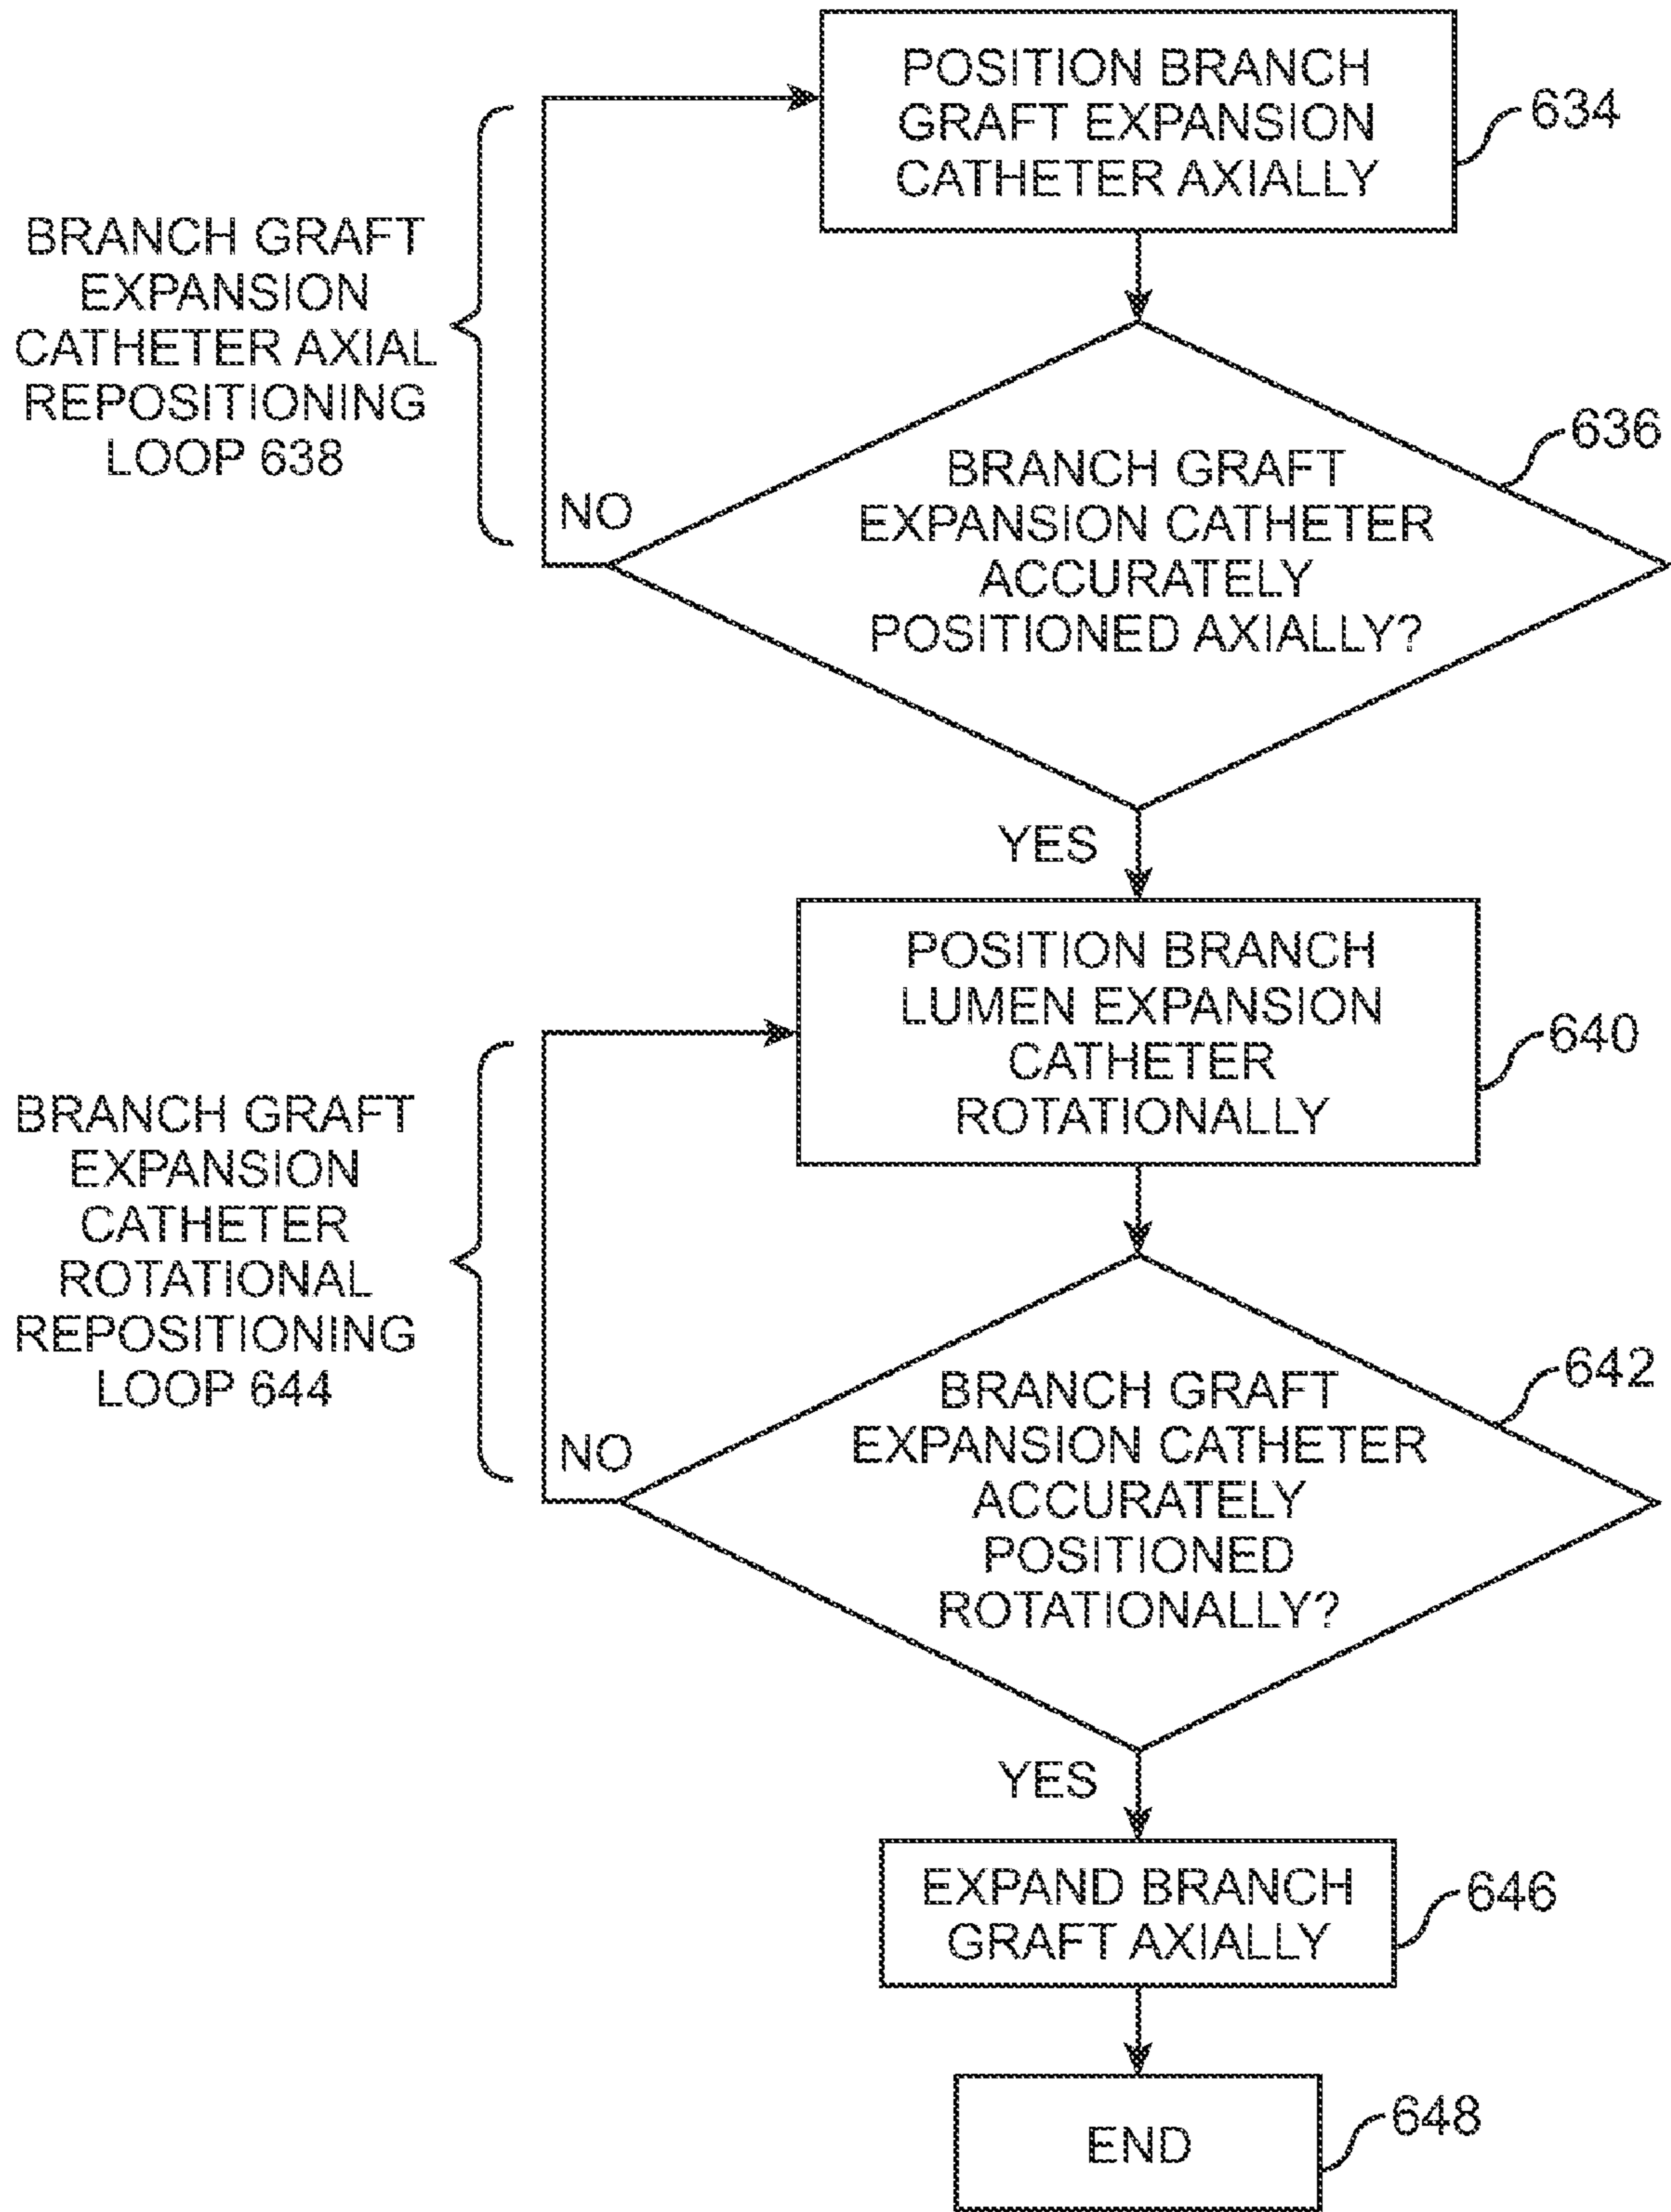 POSITION BRANCH
GRAFT EXPANSION
CATHETER AXIALLY
634
BRANCH GRAFT
EXPANSION
CATHETER AXIAL
REPOSITIONING
LOOP 638
NO
BRANCH GRAFT
EXPANSION CATHETER
ACCURATELY
POSITIONED AXIALLY?
636
YES
POSITION BRANCH
LUMEN EXPANSION
CATHETER
ROTATIONALLY
640
BRANCH GRAFT
EXPANSION
CATHETER
ROTATIONAL
REPOSITIONING
LOOP 644
NO
BRANCH GRAFT
EXPANSION CATHETER
ACCURATELY
POSITIONED
ROTATIONALLY?
642
YES
EXPAND BRANCH
GRAFT AXIALLY
646
END
648